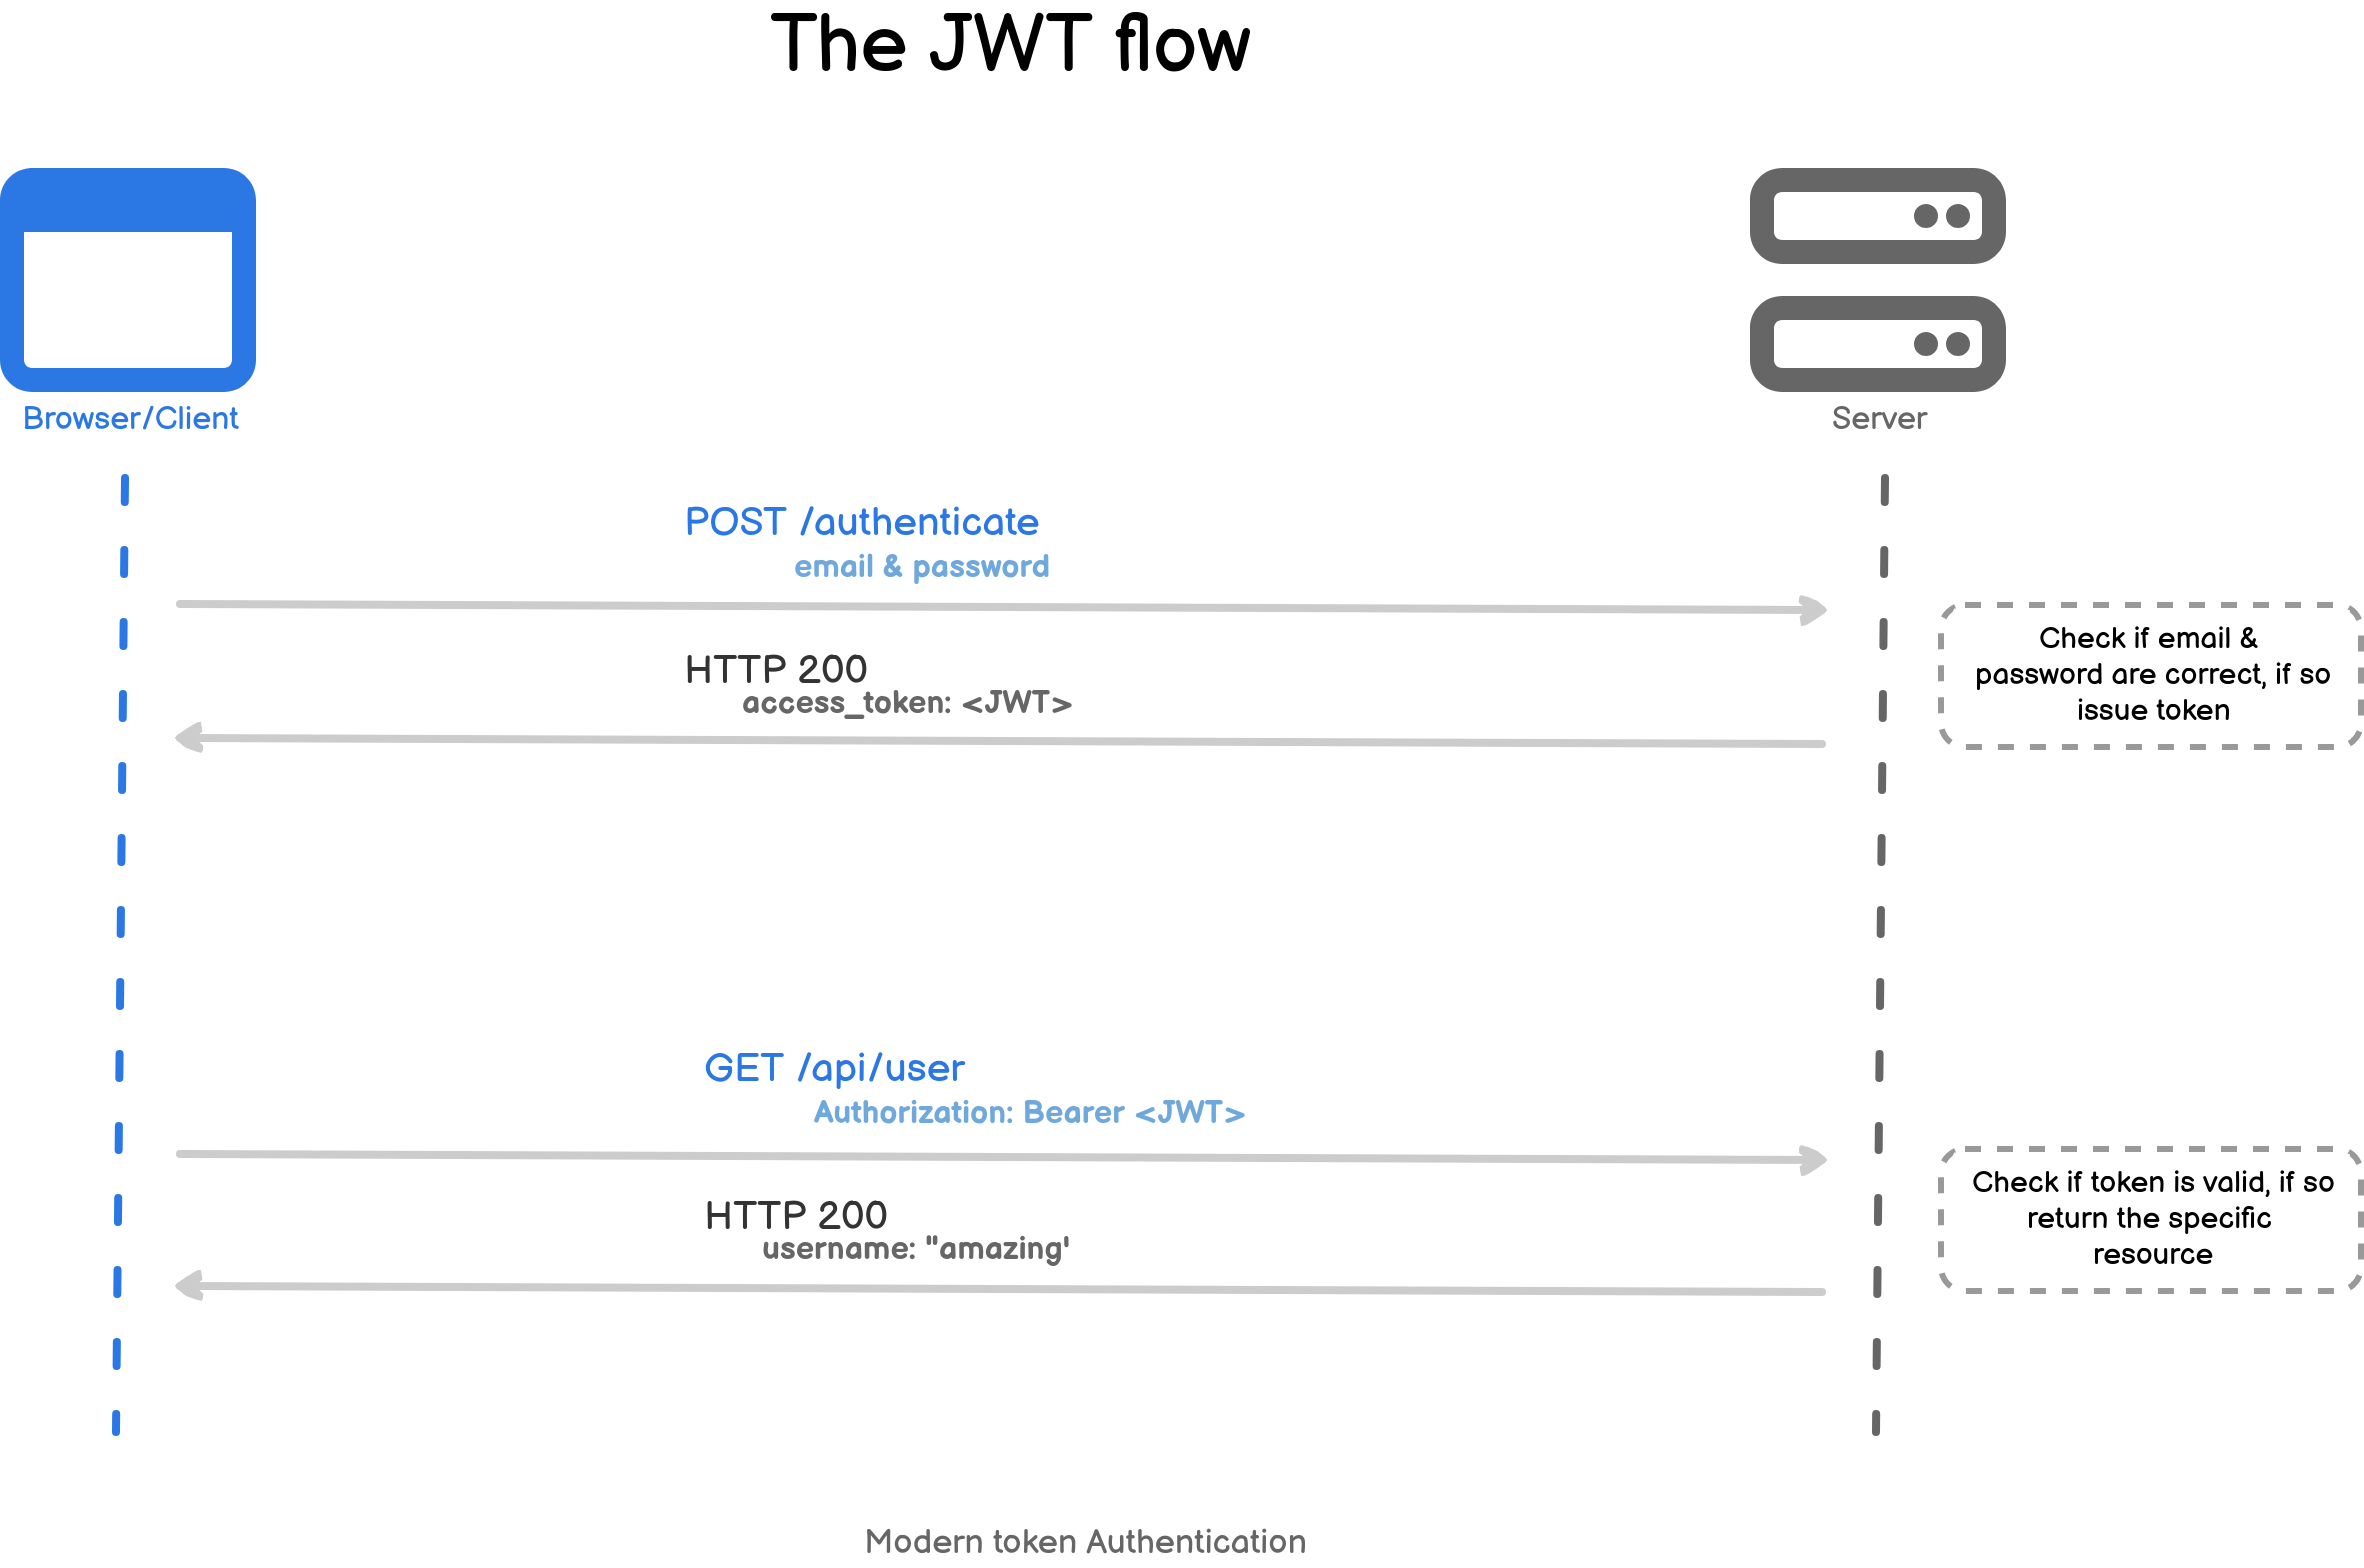 The JWT flow
Browser/Client
Server
POST /authenticate
email & password
HTTP 200
access_token: <JWT>
Check if email &
password are correct, if so
issue token
GET /api/user
Authorization: Bearer <JWT>
HTTP 200
username: "amazing'
Check if token is valid, if so
return the specific
resource
Modern token Authentication